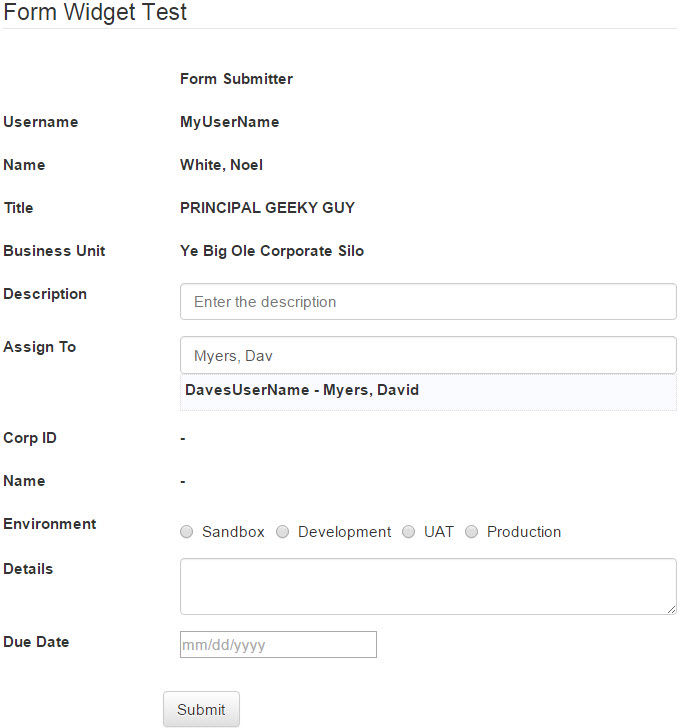 Form Widget Test
Form Submitter
Username MyUserName
Name White, Noel
Title PRINCIPAL GEEKY GUY
Business Unit Ye Big Ole Corporate Silo
Description Enter the description
Assign To Myers, Dav
DavesUserName - Myers, David
Corp ID -
Name -
Environment Sandbox Development UAT Production
Details
Due Date mm/dd/yyyy
Submit